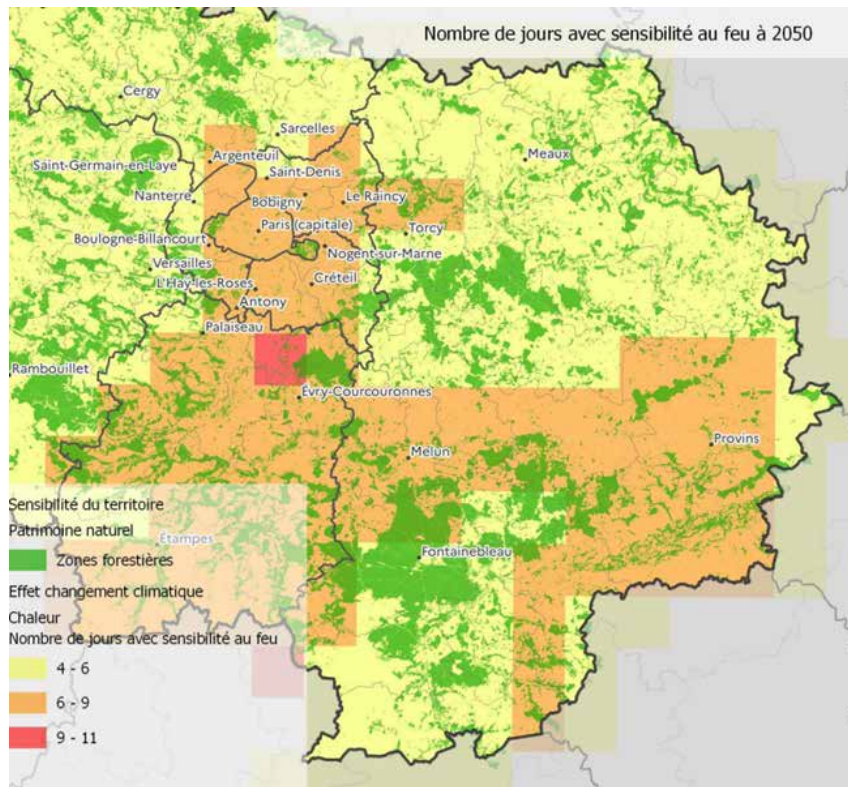 Nombre de jours avec sensibilité au feu à 2050
Cergy
Sarcelles
Argenteuil
Saint-Germain-en-Laye
Saint-Denis
Meaux
Nanterre
Bobigny
Le Raincy
Paris (capitale)
Torcy
Boulogne-Billancourt
Nogent-sur-Marne
Versailles
L'Haÿ-les-Roses
Créteil
Antony
Palaiseau
Rambouillet
Évry-Courcouronnes
Provins
Melun
Sensibilité du territoire
Patrimoine naturel
Étampes
Fontainebleau
Zones forestières
Effet changement climatique
Chaleur
Nombre de jours avec sensibilité au feu
4 - 6
6 - 9
9 - 11